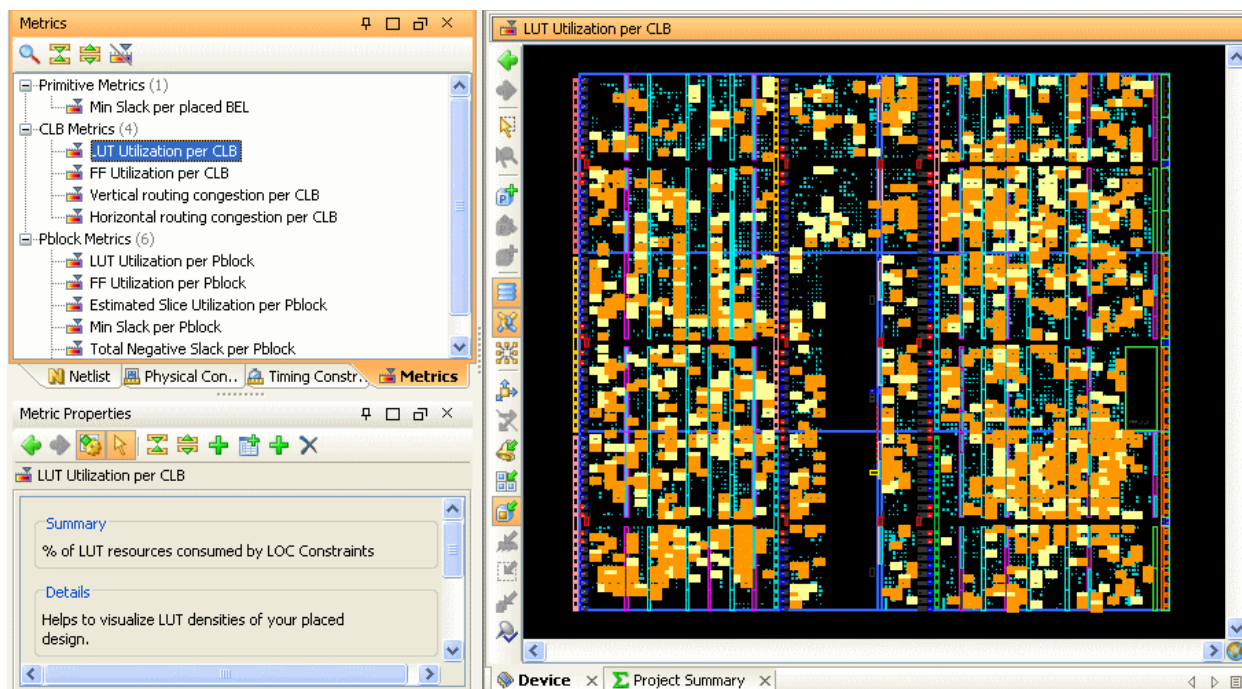 Metrics
Primitive Metrics (1)
Min Slack per placed BEL
CLB Metrics (4)
LUT Utilization per CLB
FF Utilization per CLB
Vertical routing congestion per CLB
Horizontal routing congestion per CLB
Pblock Metrics (6)
LUT Utilization per Pblock
FF Utilization per Pblock
Estimated Slice Utilization per Pblock
Min Slack per Pblock
Total Negative Slack per Pblock
Netlist
Physical Con..
Timing Constr.
Metrics
Metric Properties
LUT Utilization per CLB
Summary
% of LUT resources consumed by LOC Constraints
Details
Helps to visualize LUT densities of your placed
design.
LUT Utilization per CLB
Device
Project Summary